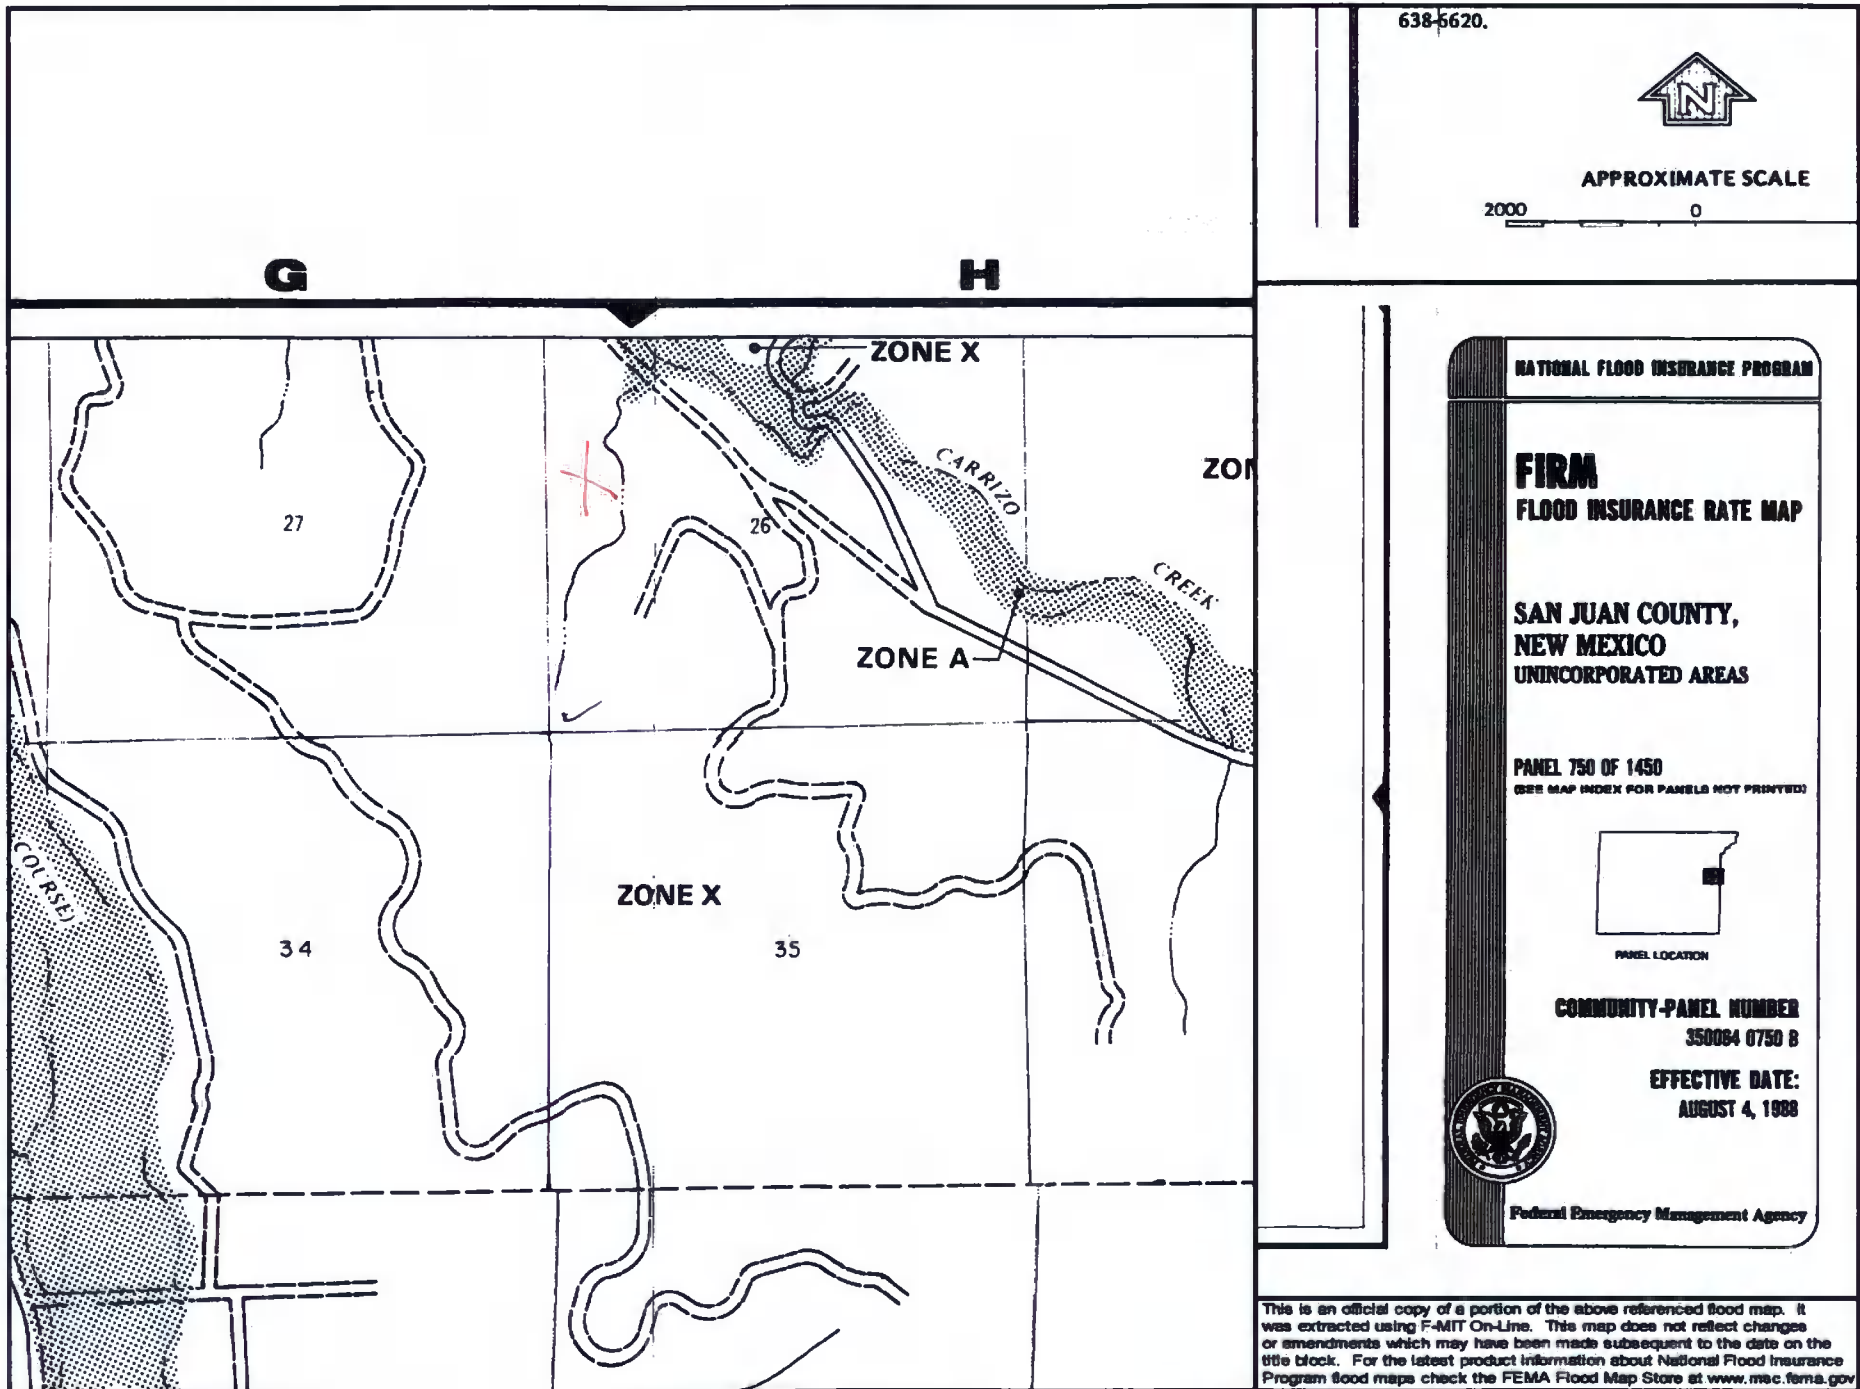 638-6620.
N
APPROXIMATE SCALE
2000 0
G H
ZONE X
CARRIZO
ZON
27
26
CREEK
ZONE A
COURSE)
ZONE X
34
35
NATIONAL FLOOD INSURANCE PROGRAM
FIRM
FLOOD INSURANCE RATE MAP
SAN JUAN COUNTY,
NEW MEXICO
UNINCORPORATED AREAS
PANEL 750 OF 1450
(SEE MAP INDEX FOR PANELS NOT PRINTED)
PANEL LOCATION
COMMUNITY-PANEL NUMBER
350064 0750 B
EFFECTIVE DATE:
AUGUST 4, 1988
Federal Emergency Management Agency
This is an official copy of a portion of the above referenced flood map. It
was extracted using F-MIT On-Line. This map does not reflect changes
or amendments which may have been made subsequent to the date on the
title block. For the latest product information about National Flood Insurance
Program flood maps check the FEMA Flood Map Store at www.msc.fema.gov